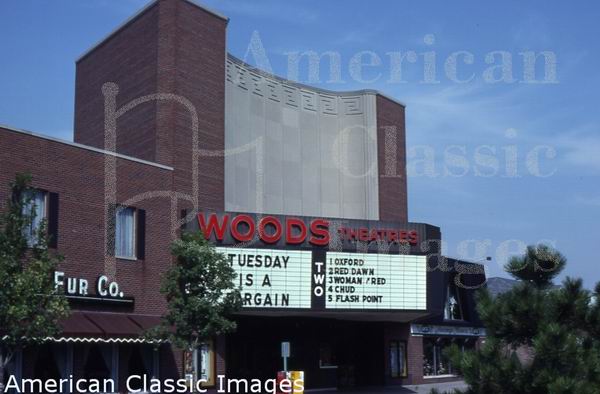 American
Classic
Images
WOODS THEATRES
TUESDAY
IS A
BARGAIN
TWO
1 OXFORD
2 RED DAWN
3 WOMAN/RED
4 CHUD
5 FLASH POINT
Fur Co.
American Classic Images